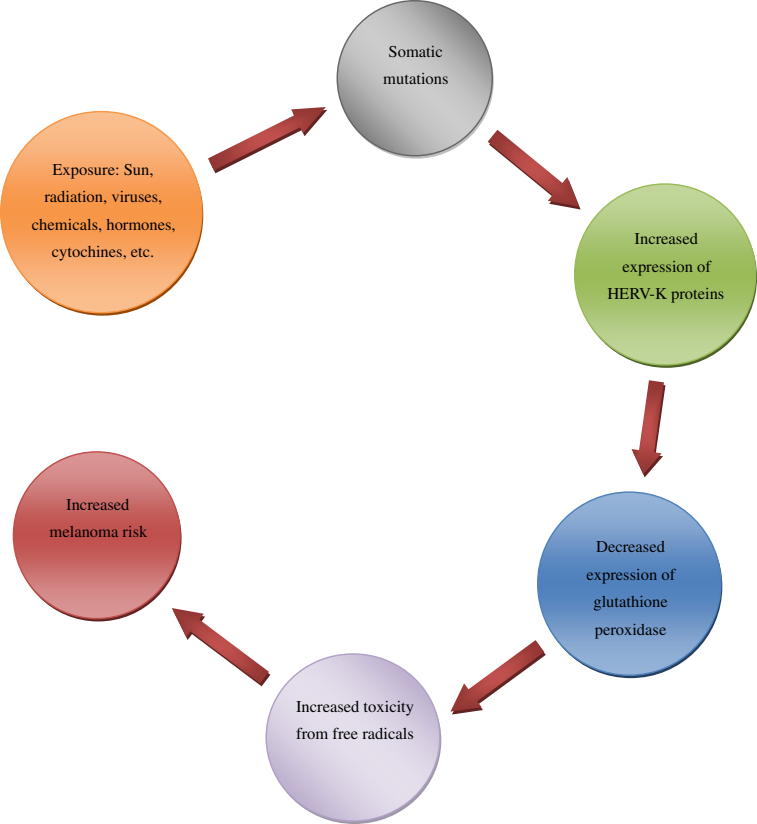 Exposure: Sun,
radiation, viruses,
chemicals, hormones,
cytochines, etc.
Somatic
mutations
Increased
expression of
HERV-K proteins
Decreased
expression of
glutathione
peroxidase
Increased toxicity
from free radicals
Increased
melanoma risk